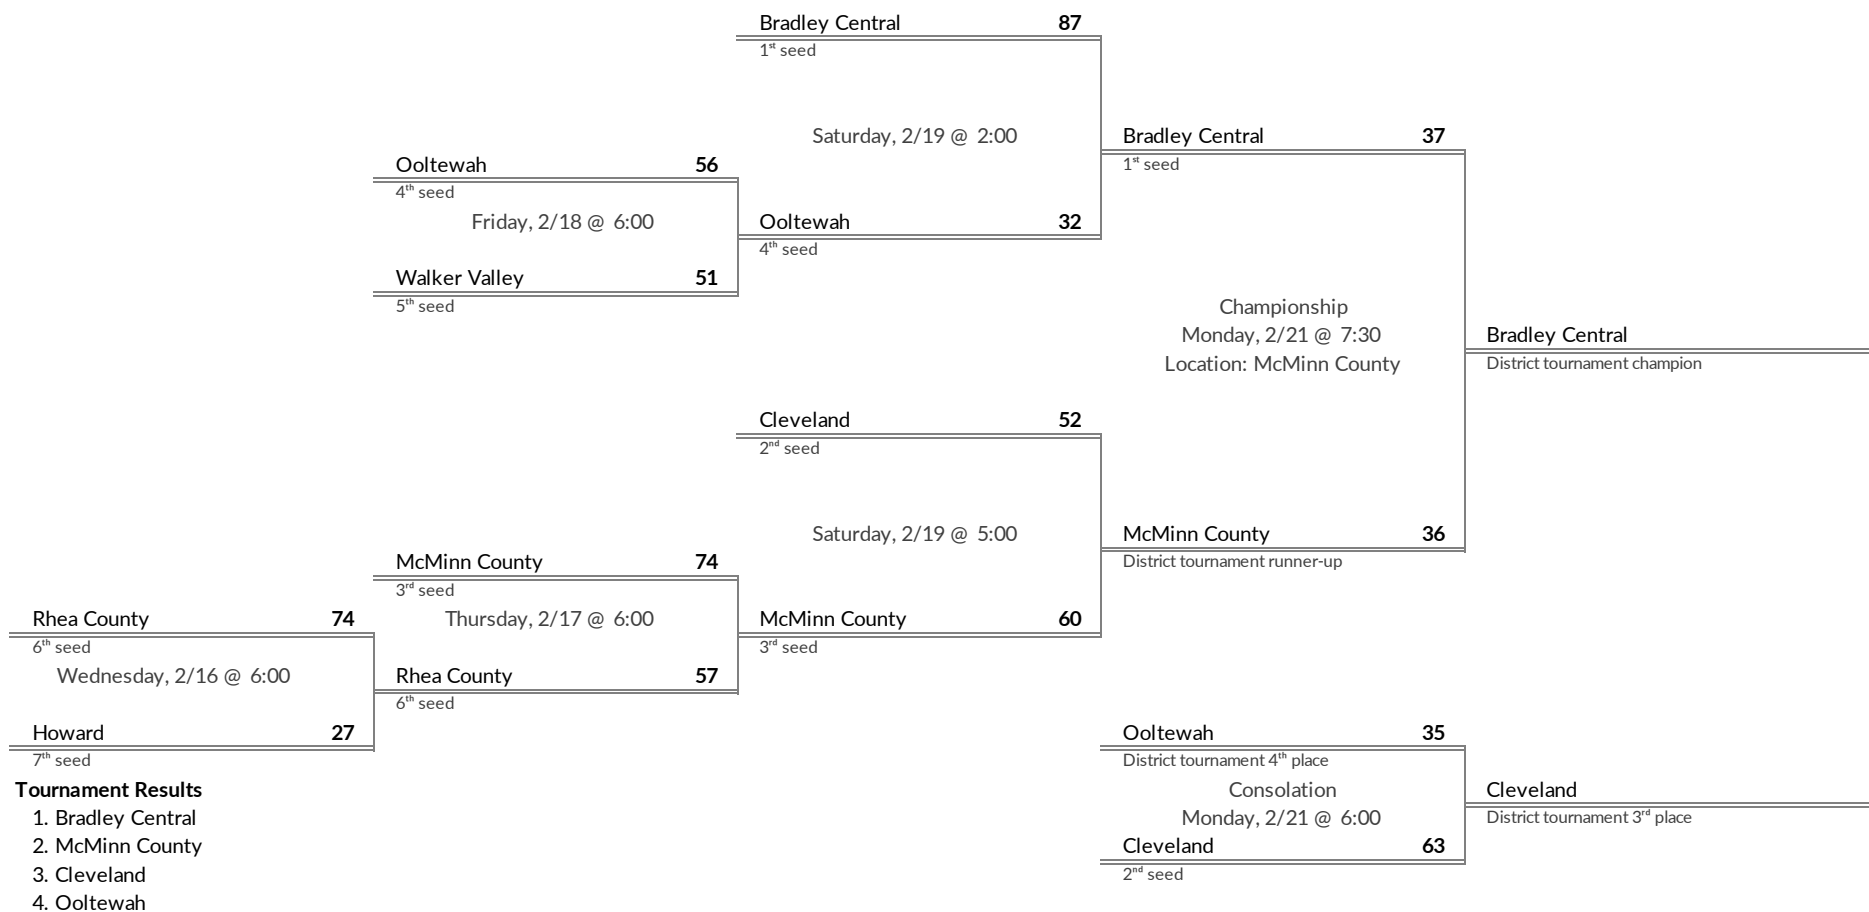 Bradley Central 87
1st seed
Saturday, 2/19 @ 2:00
Bradley Central 37
1st seed
Ooltewah 56
4th seed
Friday, 2/18 @ 6:00
Ooltewah 32
4th seed
Walker Valley 51
5th seed
Championship
Monday, 2/21 @ 7:30
Location: McMinn County
Bradley Central
District tournament champion
Cleveland 52
2nd seed
Saturday, 2/19 @ 5:00
McMinn County 36
District tournament runner-up
McMinn County 74
3rd seed
Thursday, 2/17 @ 6:00
McMinn County 60
3rd seed
Rhea County 74
6th seed
Wednesday, 2/16 @ 6:00
Rhea County 57
6th seed
Howard 27
7th seed
Ooltewah 35
District tournament 4th place
Consolation
Monday, 2/21 @ 6:00
Cleveland
District tournament 3rd place
Cleveland 63
2nd seed
Tournament Results
1. Bradley Central
2. McMinn County
3. Cleveland
4. Ooltewah